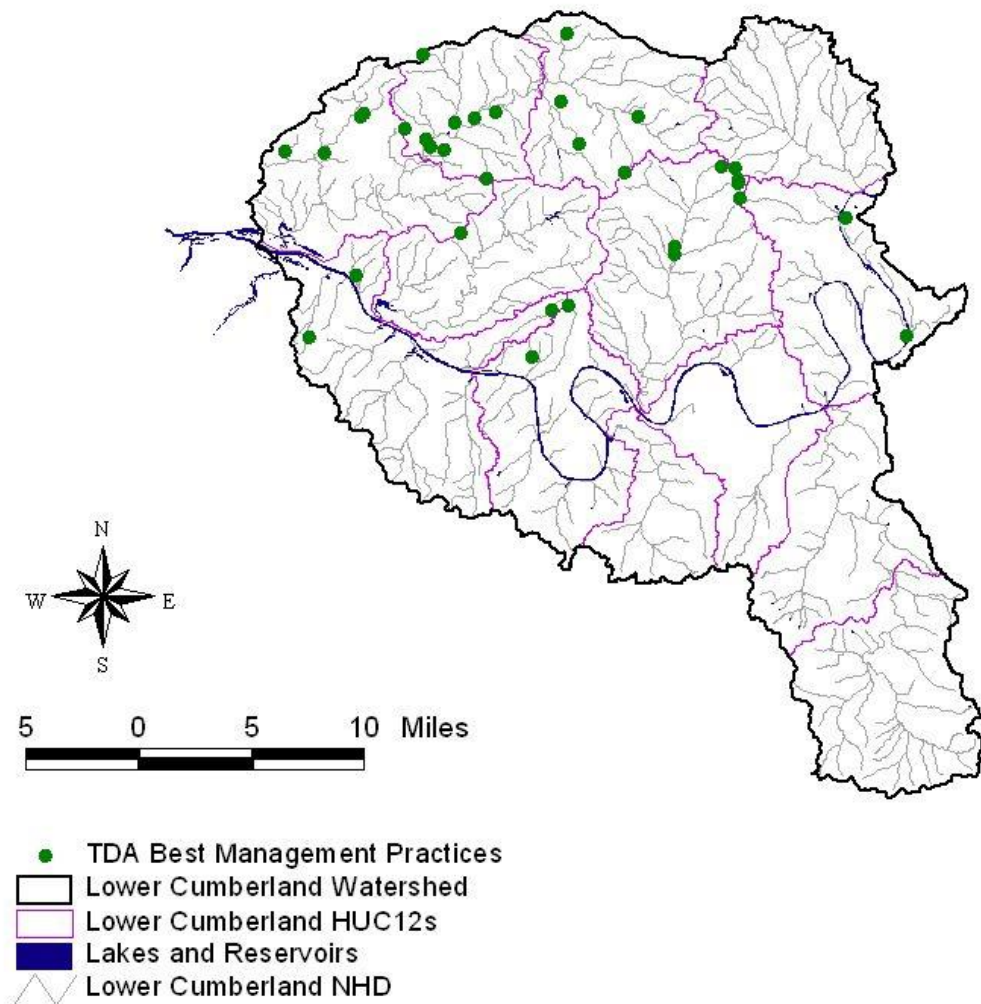 N
W E
S
5 0 5 10 Miles
TDA Best Management Practices
Lower Cumberland Watershed
Lower Cumberland HUC12s
Lakes and Reservoirs
Lower Cumberland NHD